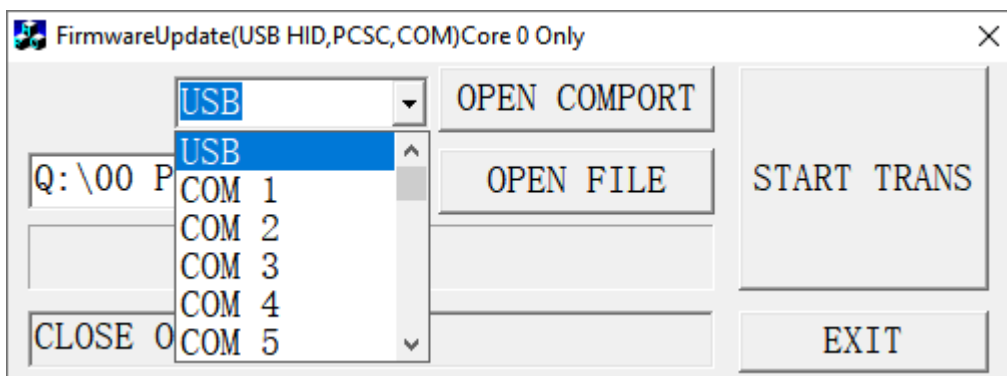 FirmwareUpdate(USB HID,PCSC,COM)Core 0 Only
USB
OPEN COMPORT
USB
Q:\00 P
COM 1
OPEN FILE
START TRANS
COM 2
COM 3
COM 4
CLOSE O
COM 5
EXIT